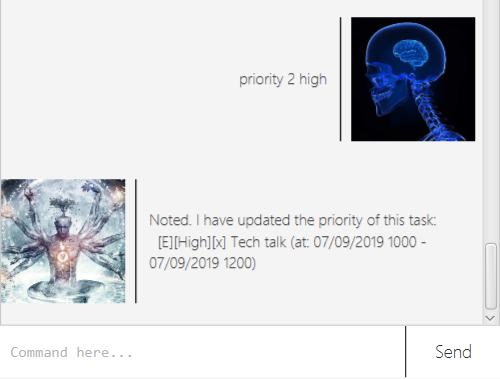 priority 2 high
Noted. I have updated the priority of this task:
[E][High][x] Tech talk (at: 07/09/2019 1000 -
07/09/2019 1200)
Command here...
Send